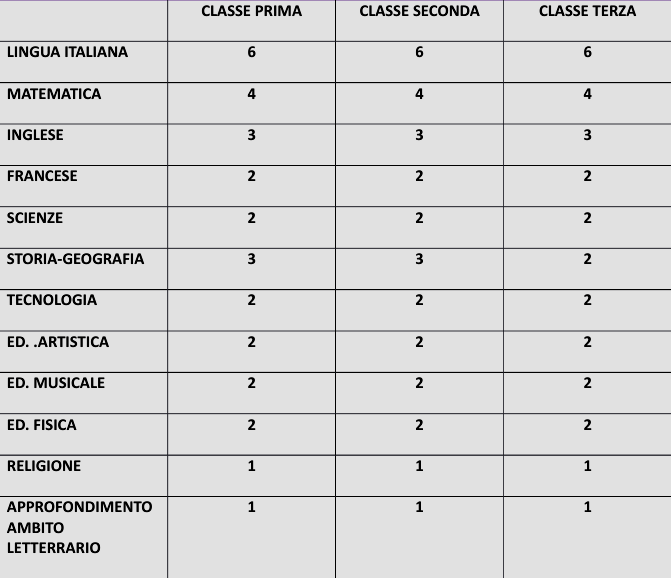 CLASSE PRIMA CLASSE SECONDA CLASSE TERZA
LINGUA ITALIANA 6 6 6
MATEMATICA 4 4 4
INGLESE 3 3 3
FRANCESE 2 2 2
SCIENZE 2 2 2
STORIA-GEOGRAFIA 3 3 2
TECNOLOGIA 2 2 2
ED. .ARTISTICA 2 2 2
ED. MUSICALE 2 2 2
ED. FISICA 2 2 2
RELIGIONE 1 1 1
APPROFONDIMENTO 1 1 1
AMBITO
LETTERRARIO